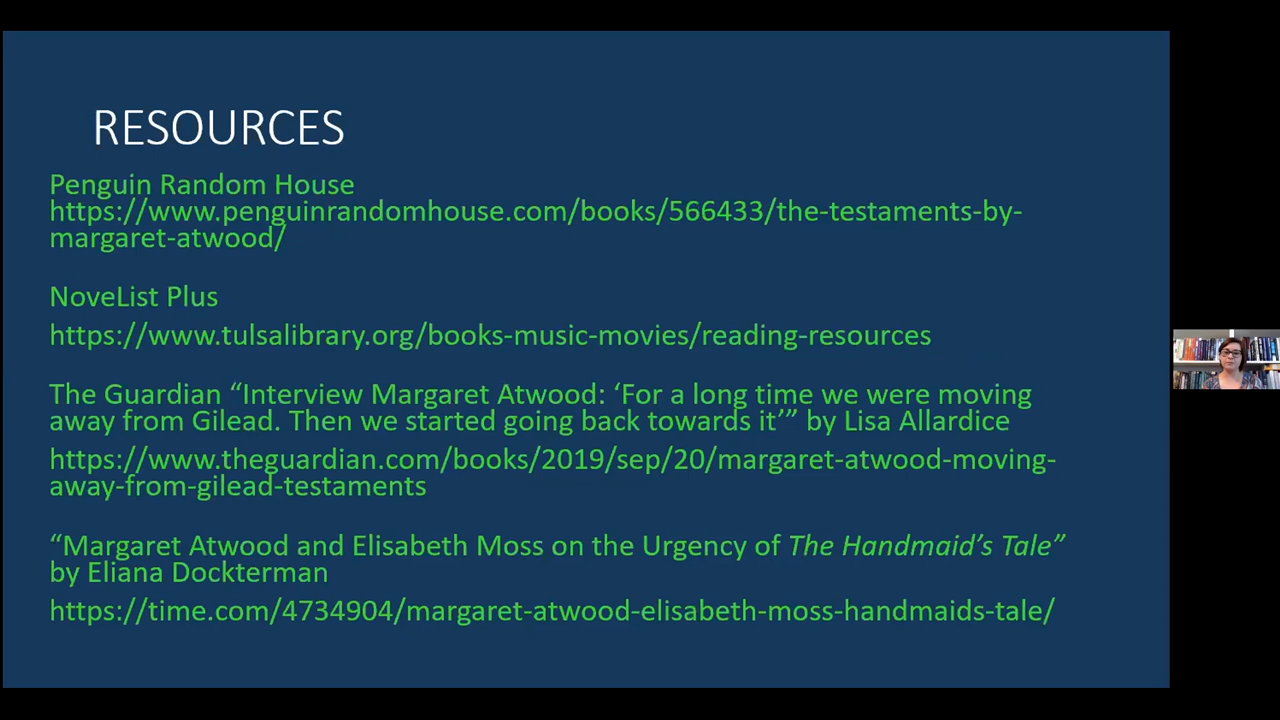 RESOURCES
Penguin Random House
https://www.penguinrandomhouse.com/books/566433/the-testaments-by-
margaret-atwood/
NoveList Plus
https://www.tulsalibrary.org/books-music-movies/reading-resources
The Guardian “Interview Margaret Atwood: ‘For a long time we were moving
away from Gilead. Then we started going back towards it’” by Lisa Allardice
https://www.theguardian.com/books/2019/sep/20/margaret-atwood-moving-
away-from-gilead-testaments
“Margaret Atwood and Elisabeth Moss on the Urgency of The Handmaid’s Tale”
by Eliana Dockterman
https://time.com/4734904/margaret-atwood-elisabeth-moss-handmaids-tale/